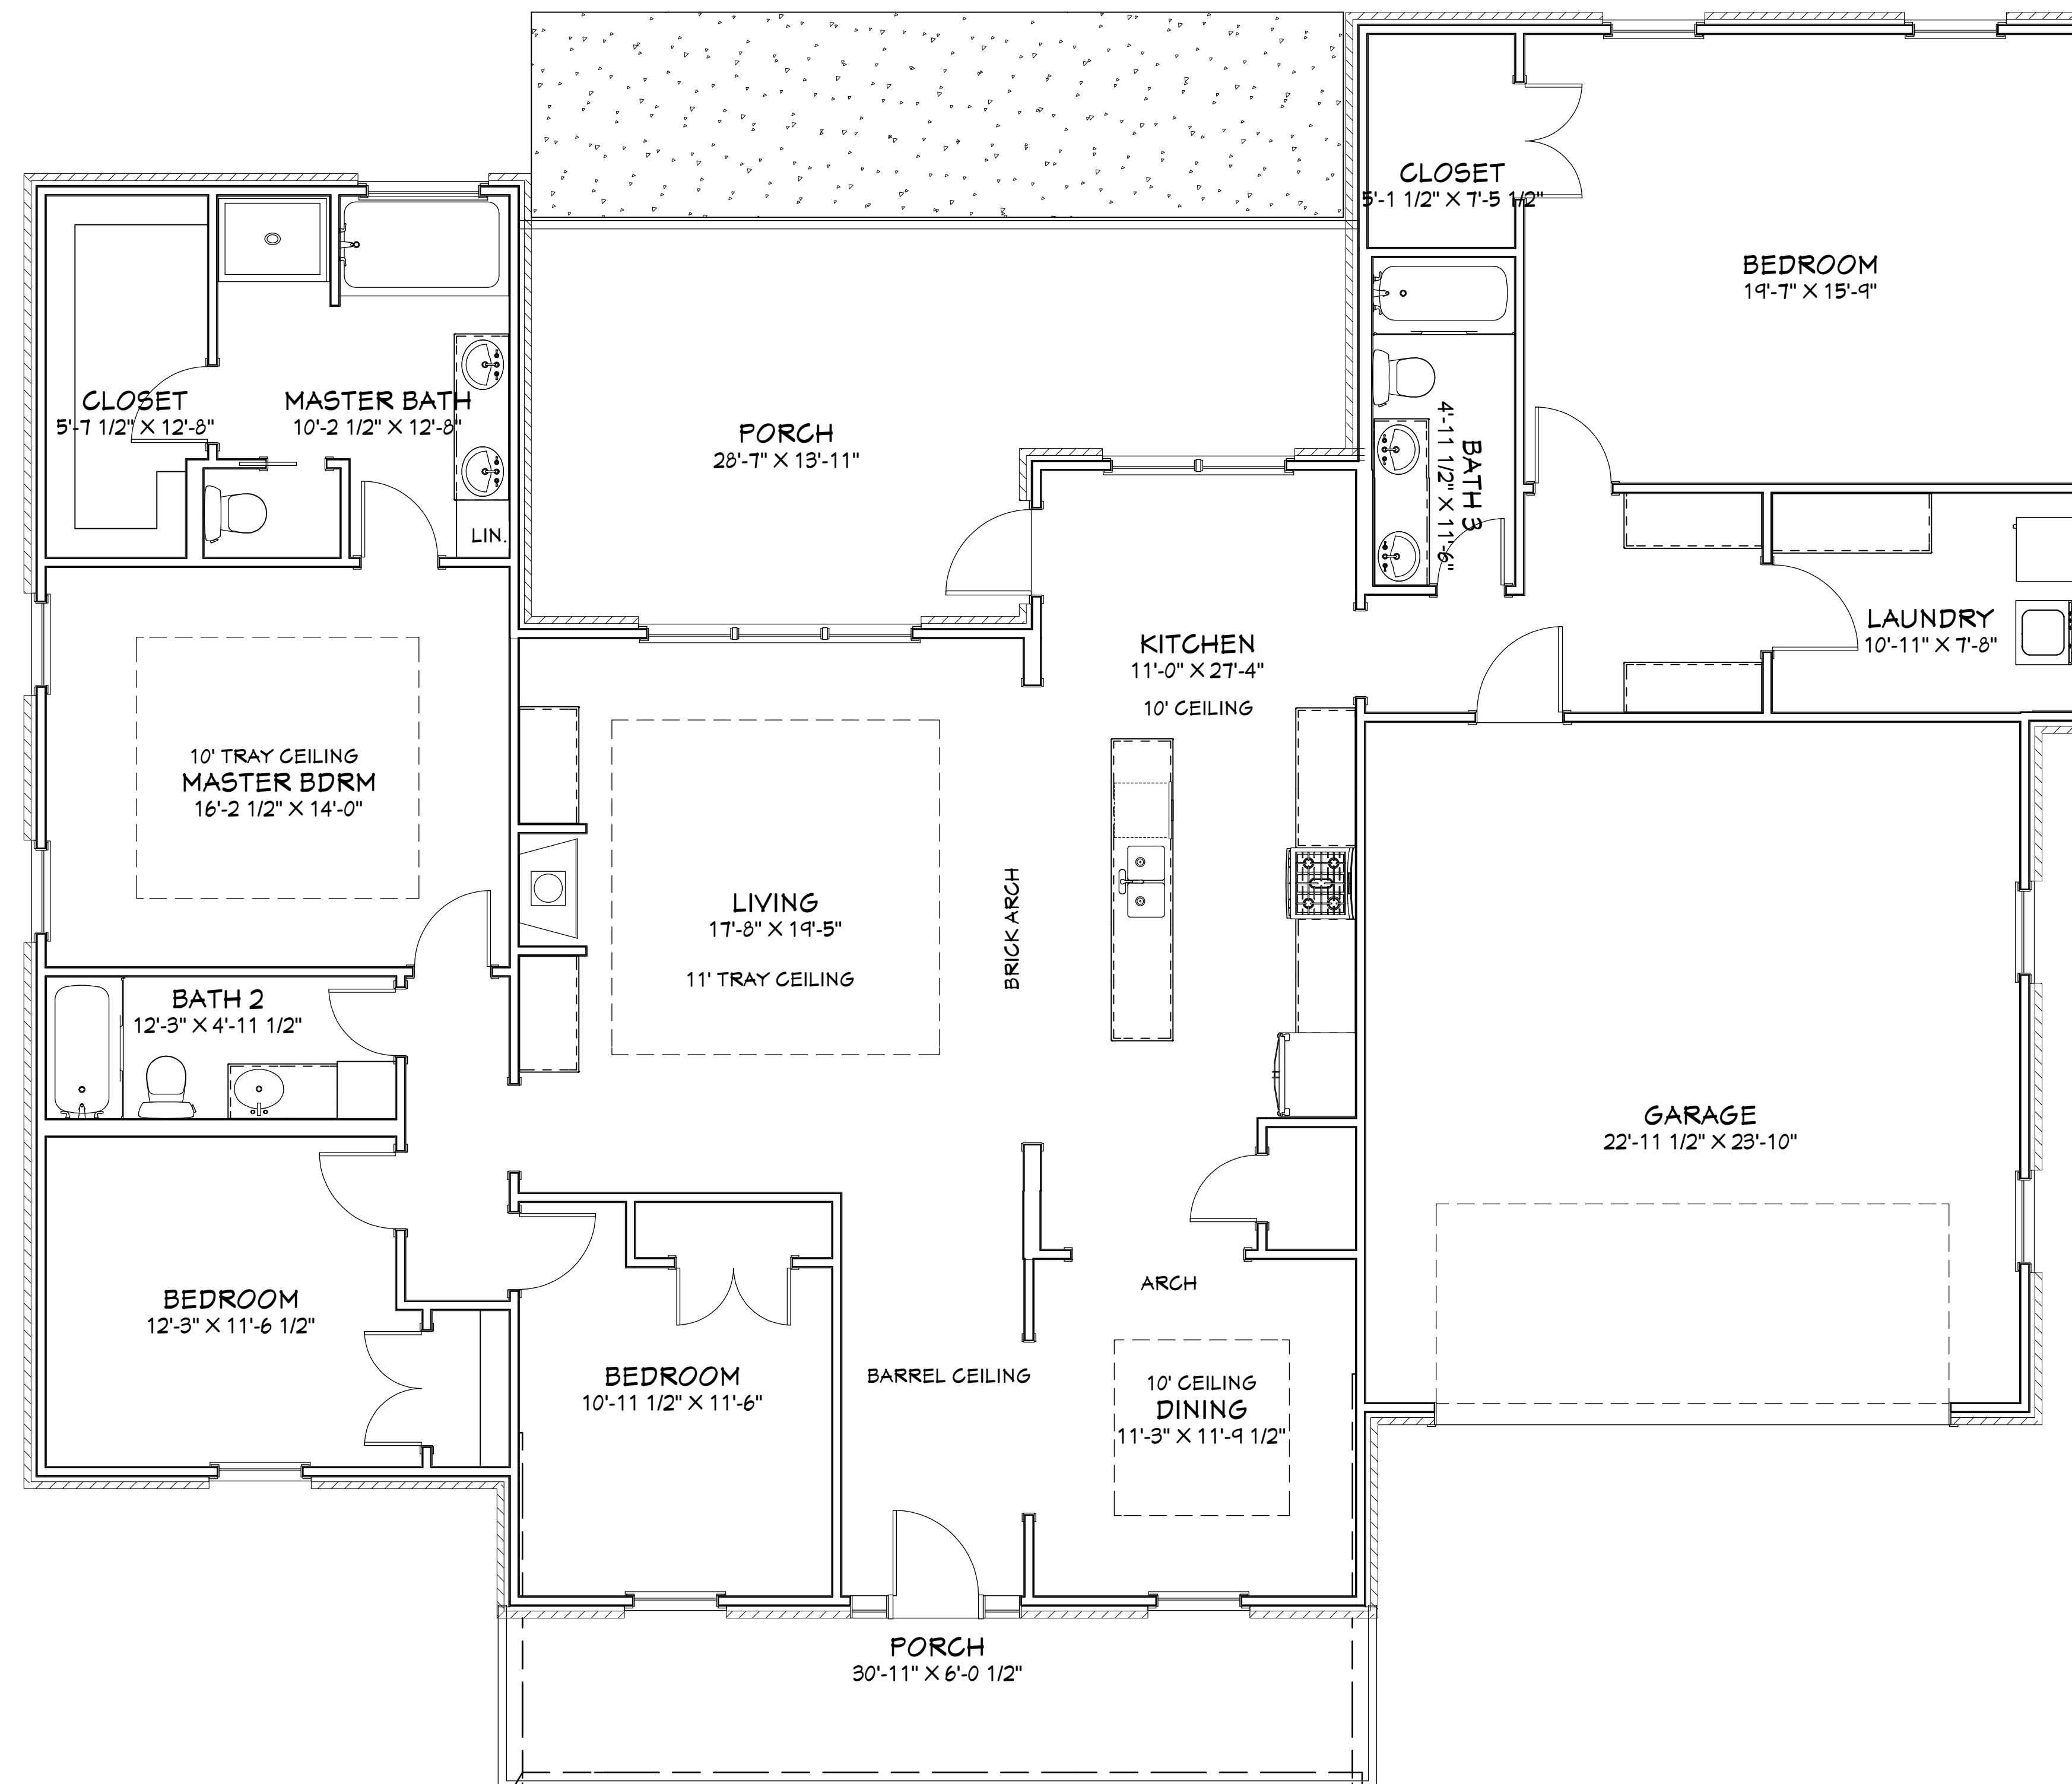 CLOSET
5'-1 1/2" X 7'-5 1/2"
BEDROOM
19'-7" X 15'-9"
CLOSET
5'-7 1/2" X 12'-8"
MASTER BATH
10'-2 1/2" X 12'-8"
LIN.
PORCH
28'-7" X 13'-11"
BATH 3
4'-11 1/2" X 11'-6"
KITCHEN
11'-0" X 27'-4"
10' CEILING
LAUNDRY
10'-11" X 7'-8"
10' TRAY CEILING
MASTER BDRM
16'-2 1/2" X 14'-0"
LIVING
17'-8" X 19'-5"
11' TRAY CEILING
BRICK ARCH
BATH 2
12'-3" X 4'-11 1/2"
GARAGE
22'-11 1/2" X 23'-10"
BEDROOM
12'-3" X 11'-6 1/2"
BEDROOM
10'-11 1/2" X 11'-6"
BARREL CEILING
ARCH
10' CEILING
DINING
11'-3" X 11'-9 1/2"
PORCH
30'-11" X 6'-0 1/2"